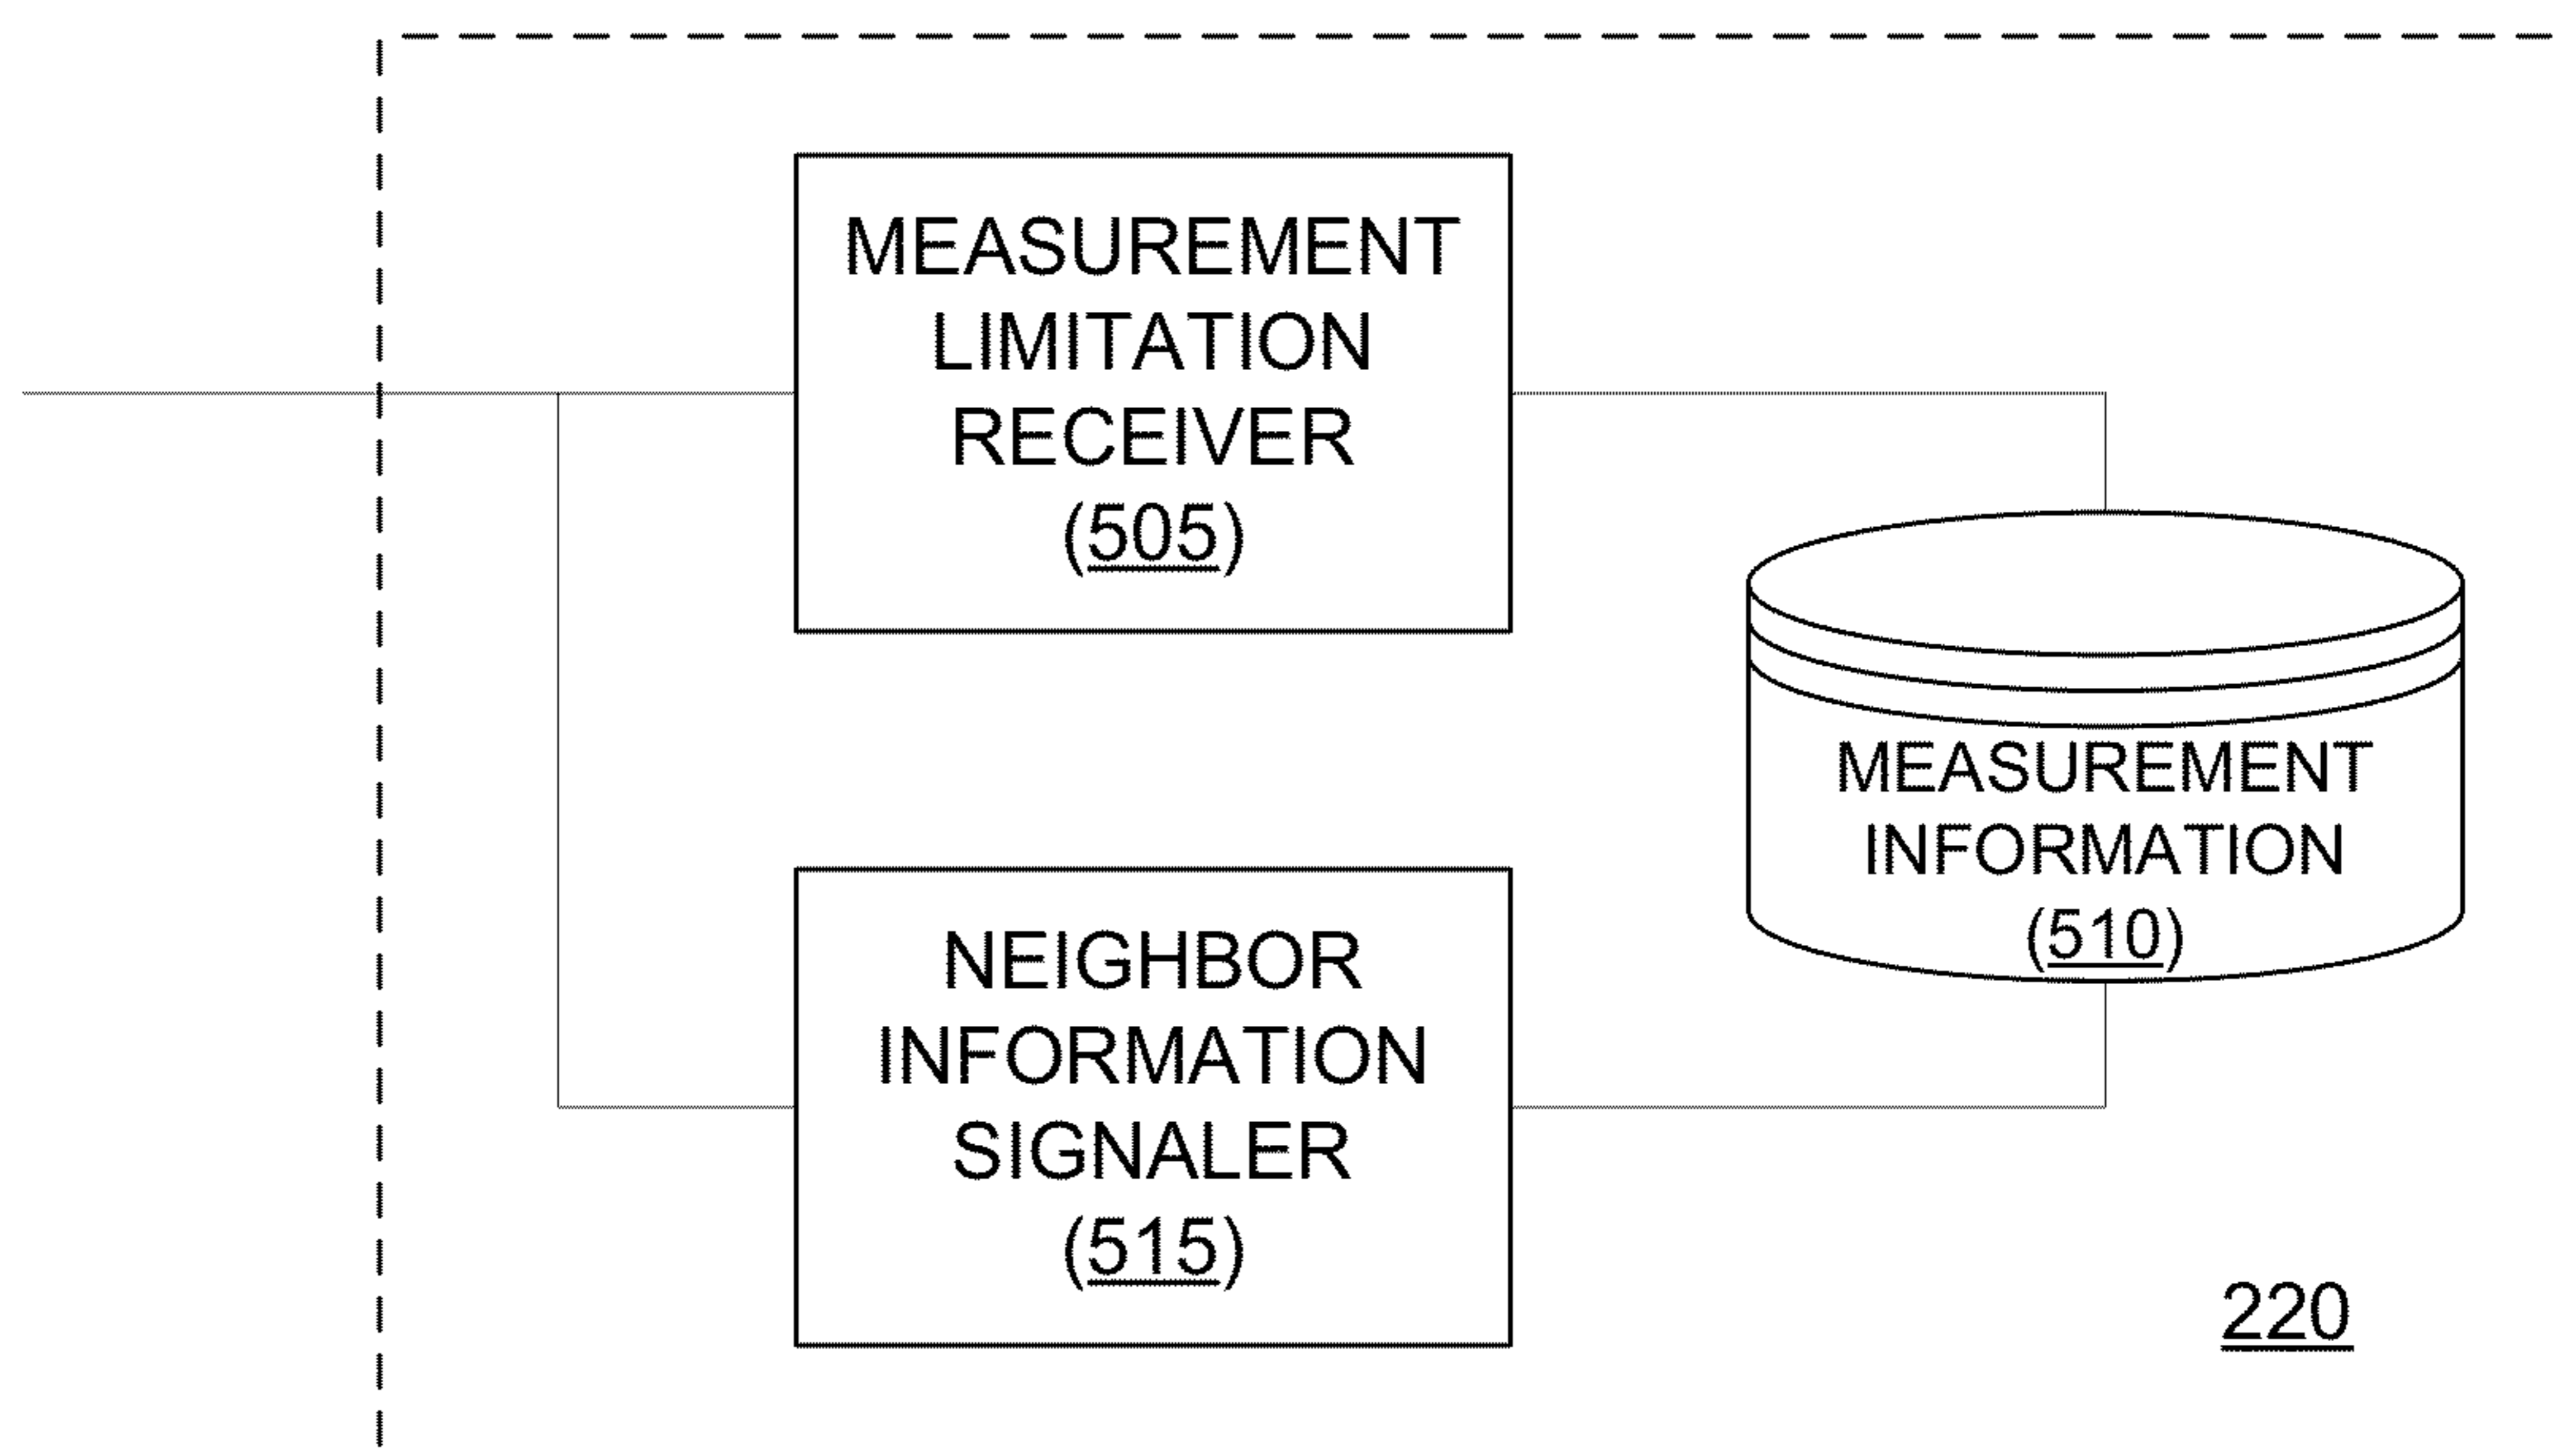 MEASUREMENT
LIMITATION
RECEIVER
(505)
MEASUREMENT
INFORMATION
(510)
NEIGHBOR
INFORMATION
SIGNALER
(515)
220